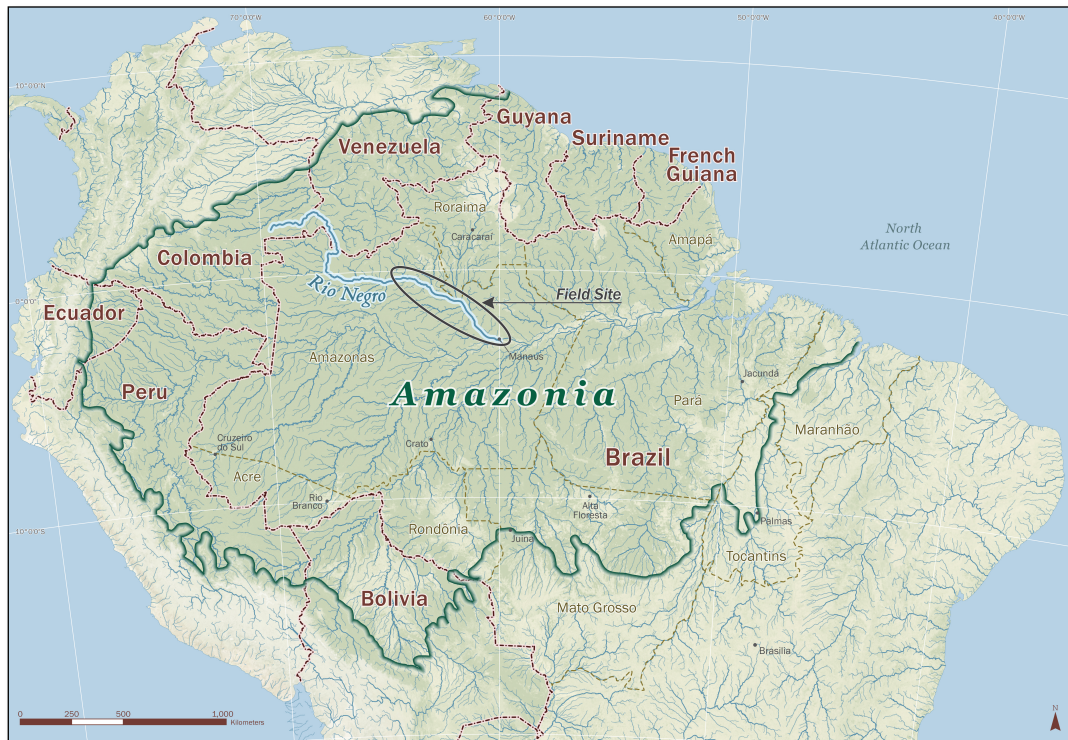 70°0'0"W
60°0'0"W
50°0'0"W
40°0'0"W
10°0'0"N
Guyana
Suriname
French
Guiana
Venezuela
Roraima
Caracaraí
Amapá
North
Atlantic Ocean
Colombia
Rio Negro
Field Site
0°0'0"
Ecuador
Amazonas
Manaus
Peru
Amazonia
Jacundá
Pará
Maranhão
Cruzeiro
do Sul
Crato
Brazil
Acre
Rio
Branco
Alta
Floresta
Rondônia
Juina
Palmas
10°0'0"S
Tocantins
Bolivia
Mato Grosso
Brasilia
0
250
500
1,000
Kilometers
N